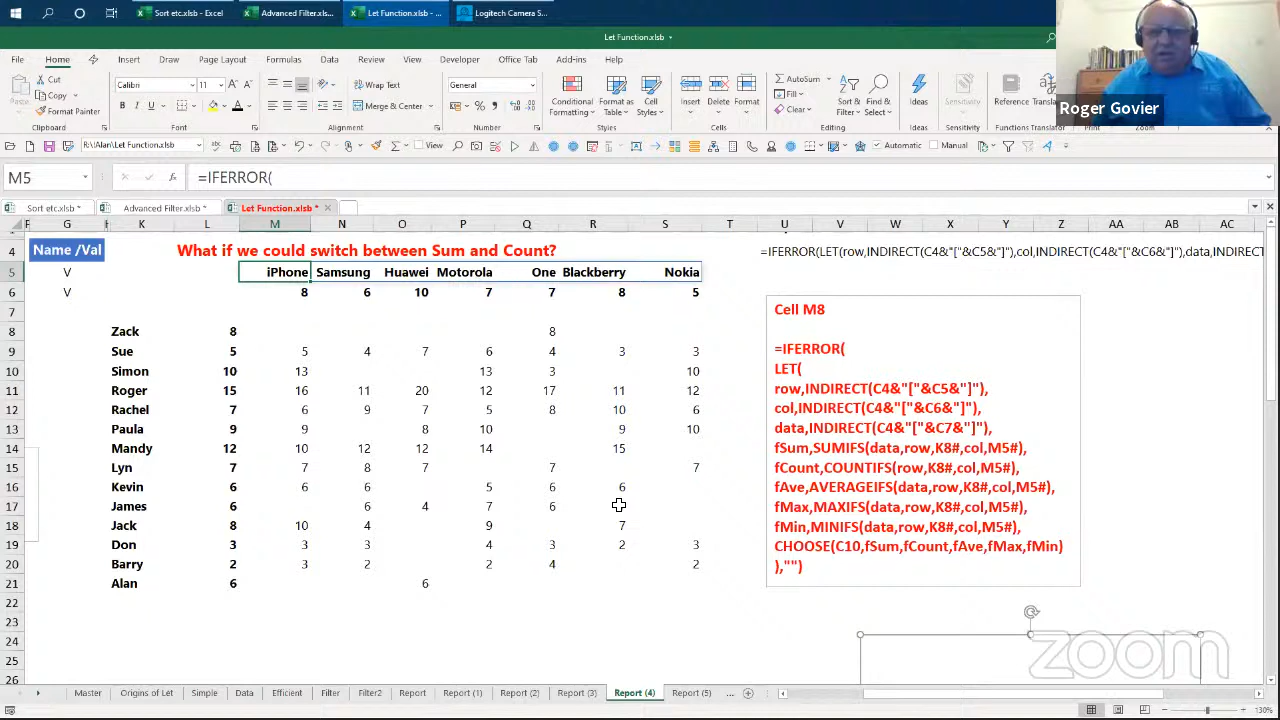 Sort etc.xlsb - Excel
Advanced Filter.xls...
Let Function.xlsb - ...
Logitech Camera S...
Let Function.xlsb
Roger Govier
File Home Insert Draw Page Layout Formulas Data Review View Developer Office Tab Power Pivot
Cut
Copy
Format Painter
Paste
Clipboard
Calibri 11
B I U
Font
Merge & Center
Alignment
General
Number
Conditional Formatting
Format as Table
Cell Styles
Styles
Insert Delete Format
Cells
AutoSum
Fill
Clear
Sort & Filter
Find & Select
Editing
Ideas
Ideas
Sensitivity
Sensitivity
Reference Form
Translator
Functions Translator
R:\Alan\Let Function.xlsb
View
Automatic
Manual
M5
=IFERROR(
Sort etc.xlsb *
Advanced Filter.xlsb *
Let Function.xlsb *
F G H K L M N O P Q R S T U V W X Y Z AA AB AC
4 Name /Val What if we could switch between Sum and Count? =IFERROR(LET(row,INDIRECT(C4&"["&C5&"]"),col,INDIRECT(C4&"["&C6&"]"),data,INDIRECT
5 V iPhone Samsung Huawei Motorola One Blackberry Nokia
6 V 8 6 10 7 7 8 5
7
8 Zack 8 8
9 Sue 5 5 4 7 6 4 3 3
10 Simon 10 13 13 3 10
11 Roger 15 16 11 20 12 17 11 12
12 Rachel 7 6 9 7 5 8 10 6
13 Paula 9 9 8 10 9 10
14 Mandy 12 10 12 12 14 15
15 Lyn 7 7 8 7 7 7
16 Kevin 6 6 6 5 6 6
17 James 6 6 4 7 6
18 Jack 8 10 4 9 7
19 Don 3 3 3 4 3 2 3
20 Barry 2 3 2 2 4 2
21 Alan 6 6
22
23
24
25
26
Cell M8
=IFERROR(
LET(
row,INDIRECT(C4&"["&C5&"]"),
col,INDIRECT(C4&"["&C6&"]"),
data,INDIRECT(C4&"["&C7&"]"),
fSum,SUMIFS(data,row,K8#,col,M5#),
fCount,COUNTIFS(row,K8#,col,M5#),
fAve,AVERAGEIFS(data,row,K8#,col,M5#),
fMax,MAXIFS(data,row,K8#,col,M5#),
fMin,MINIFS(data,row,K8#,col,M5#),
CHOOSE(C10,fSum,fCount,fAve,fMax,fMin)
),"")
zoom
Master Origins of Let Simple Data Efficient Filter Filter2 Report Report (1) Report (2) Report (3) Report (4) Report (5) ...
130%